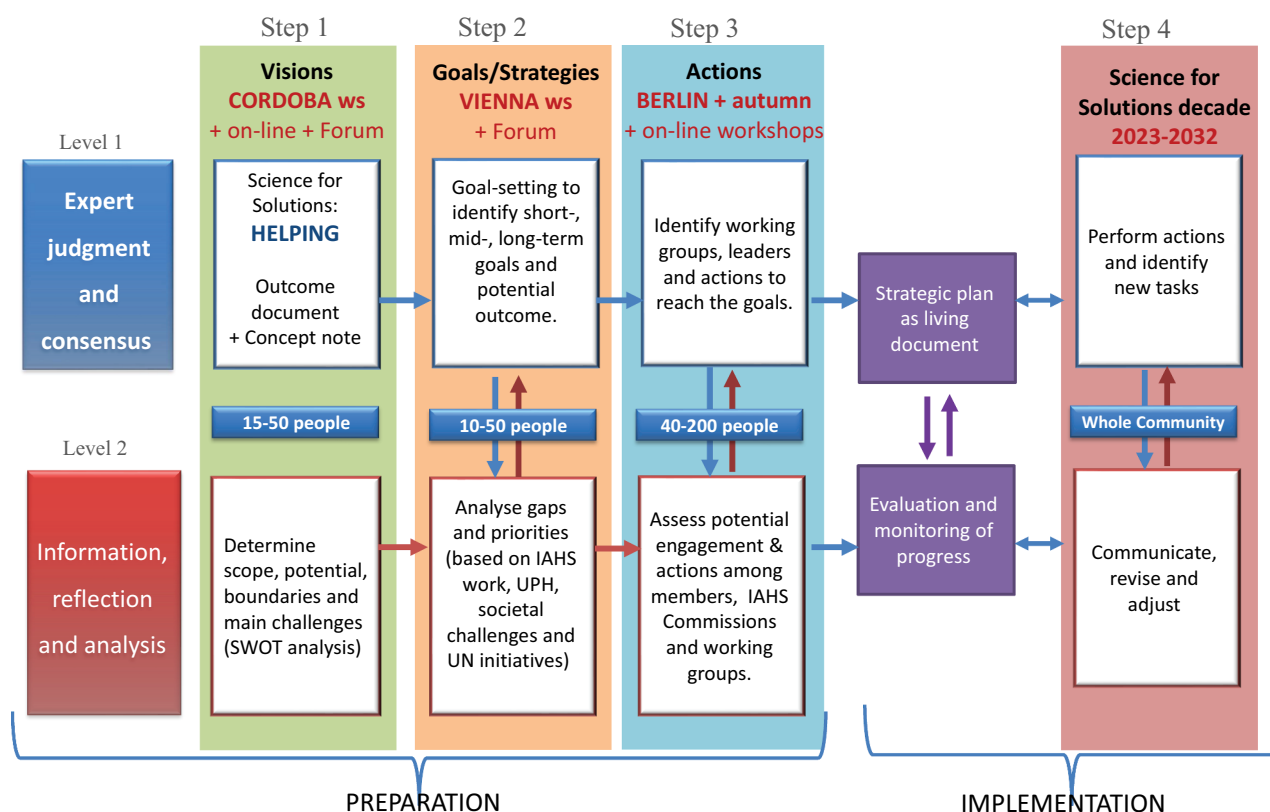 Step 1
Step 2
Step 3
Step 4
Visions
CORDOBA ws
+ on-line + Forum
Goals/Strategies
VIENNA ws
+ Forum
Actions
BERLIN + autumn
+ on-line workshops
Science for
Solutions decade
2023-2032
Level 1
Expert
judgment
and
consensus
Science for
Solutions:
HELPING
Outcome
document
+ Concept note
Goal-setting to
identify short-,
mid-, long-term
goals and
potential
outcome.
Identify working
groups, leaders
and actions to
reach the goals.
Strategic plan
as living
document
Perform actions
and identify
new tasks
15-50 people
10-50 people
40-200 people
Whole Community
Level 2
Information,
reflection
and analysis
Determine
scope, potential,
boundaries and
main challenges
(SWOT analysis)
Analyse gaps
and priorities
(based on IAHS
work, UPH,
societal
challenges and
UN initiatives)
Assess potential
engagement &
actions among
members, IAHS
Commissions
and working
groups.
Evaluation and
monitoring of
progress
Communicate,
revise and
adjust
PREPARATION
IMPLEMENTATION